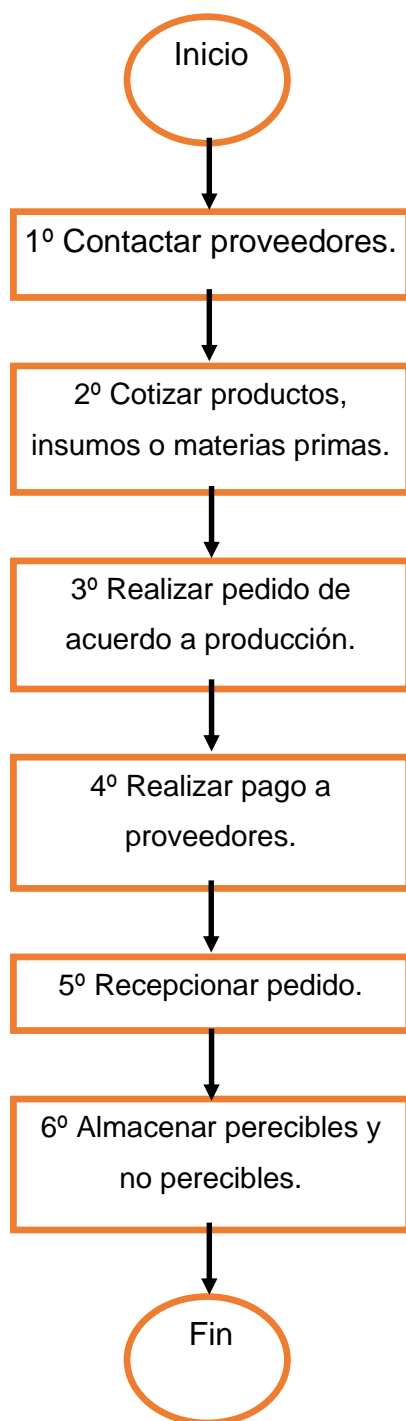 Inicio
1º Contactar proveedores.
2º Cotizar productos,
insumos o materias primas.
3º Realizar pedido de
acuerdo a producción.
4º Realizar pago a
proveedores.
5º Recepcionar pedido.
6º Almacenar perecibles y
no perecibles.
Fin